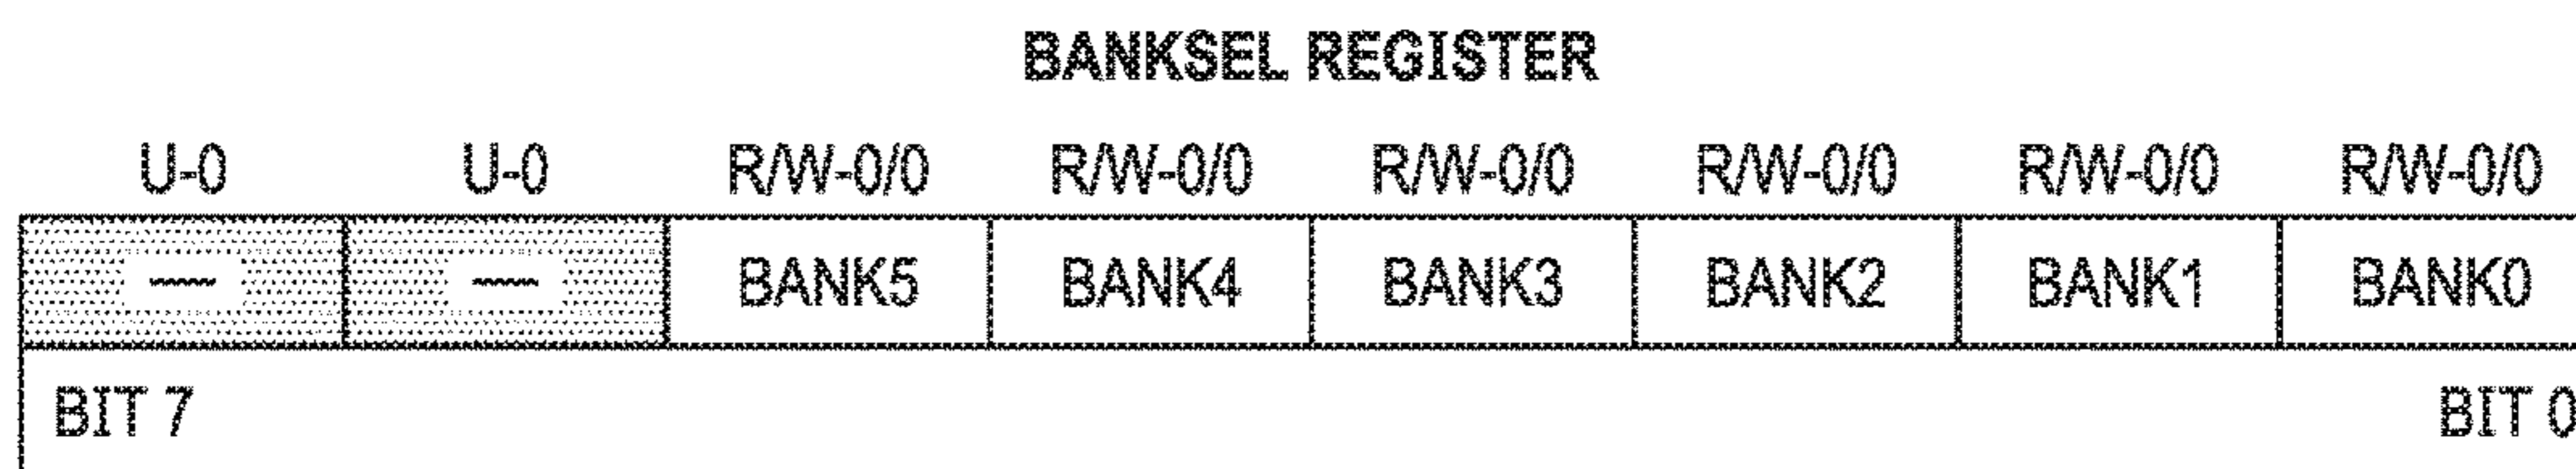 BANKSEL REGISTER
U-0 U-0 R/W-0/0 R/W-0/0 R/W-0/0 R/W-0/0 R/W-0/0 R/W-0/0
— — BANK5 BANK4 BANK3 BANK2 BANK1 BANK0
BIT 7 BIT 0